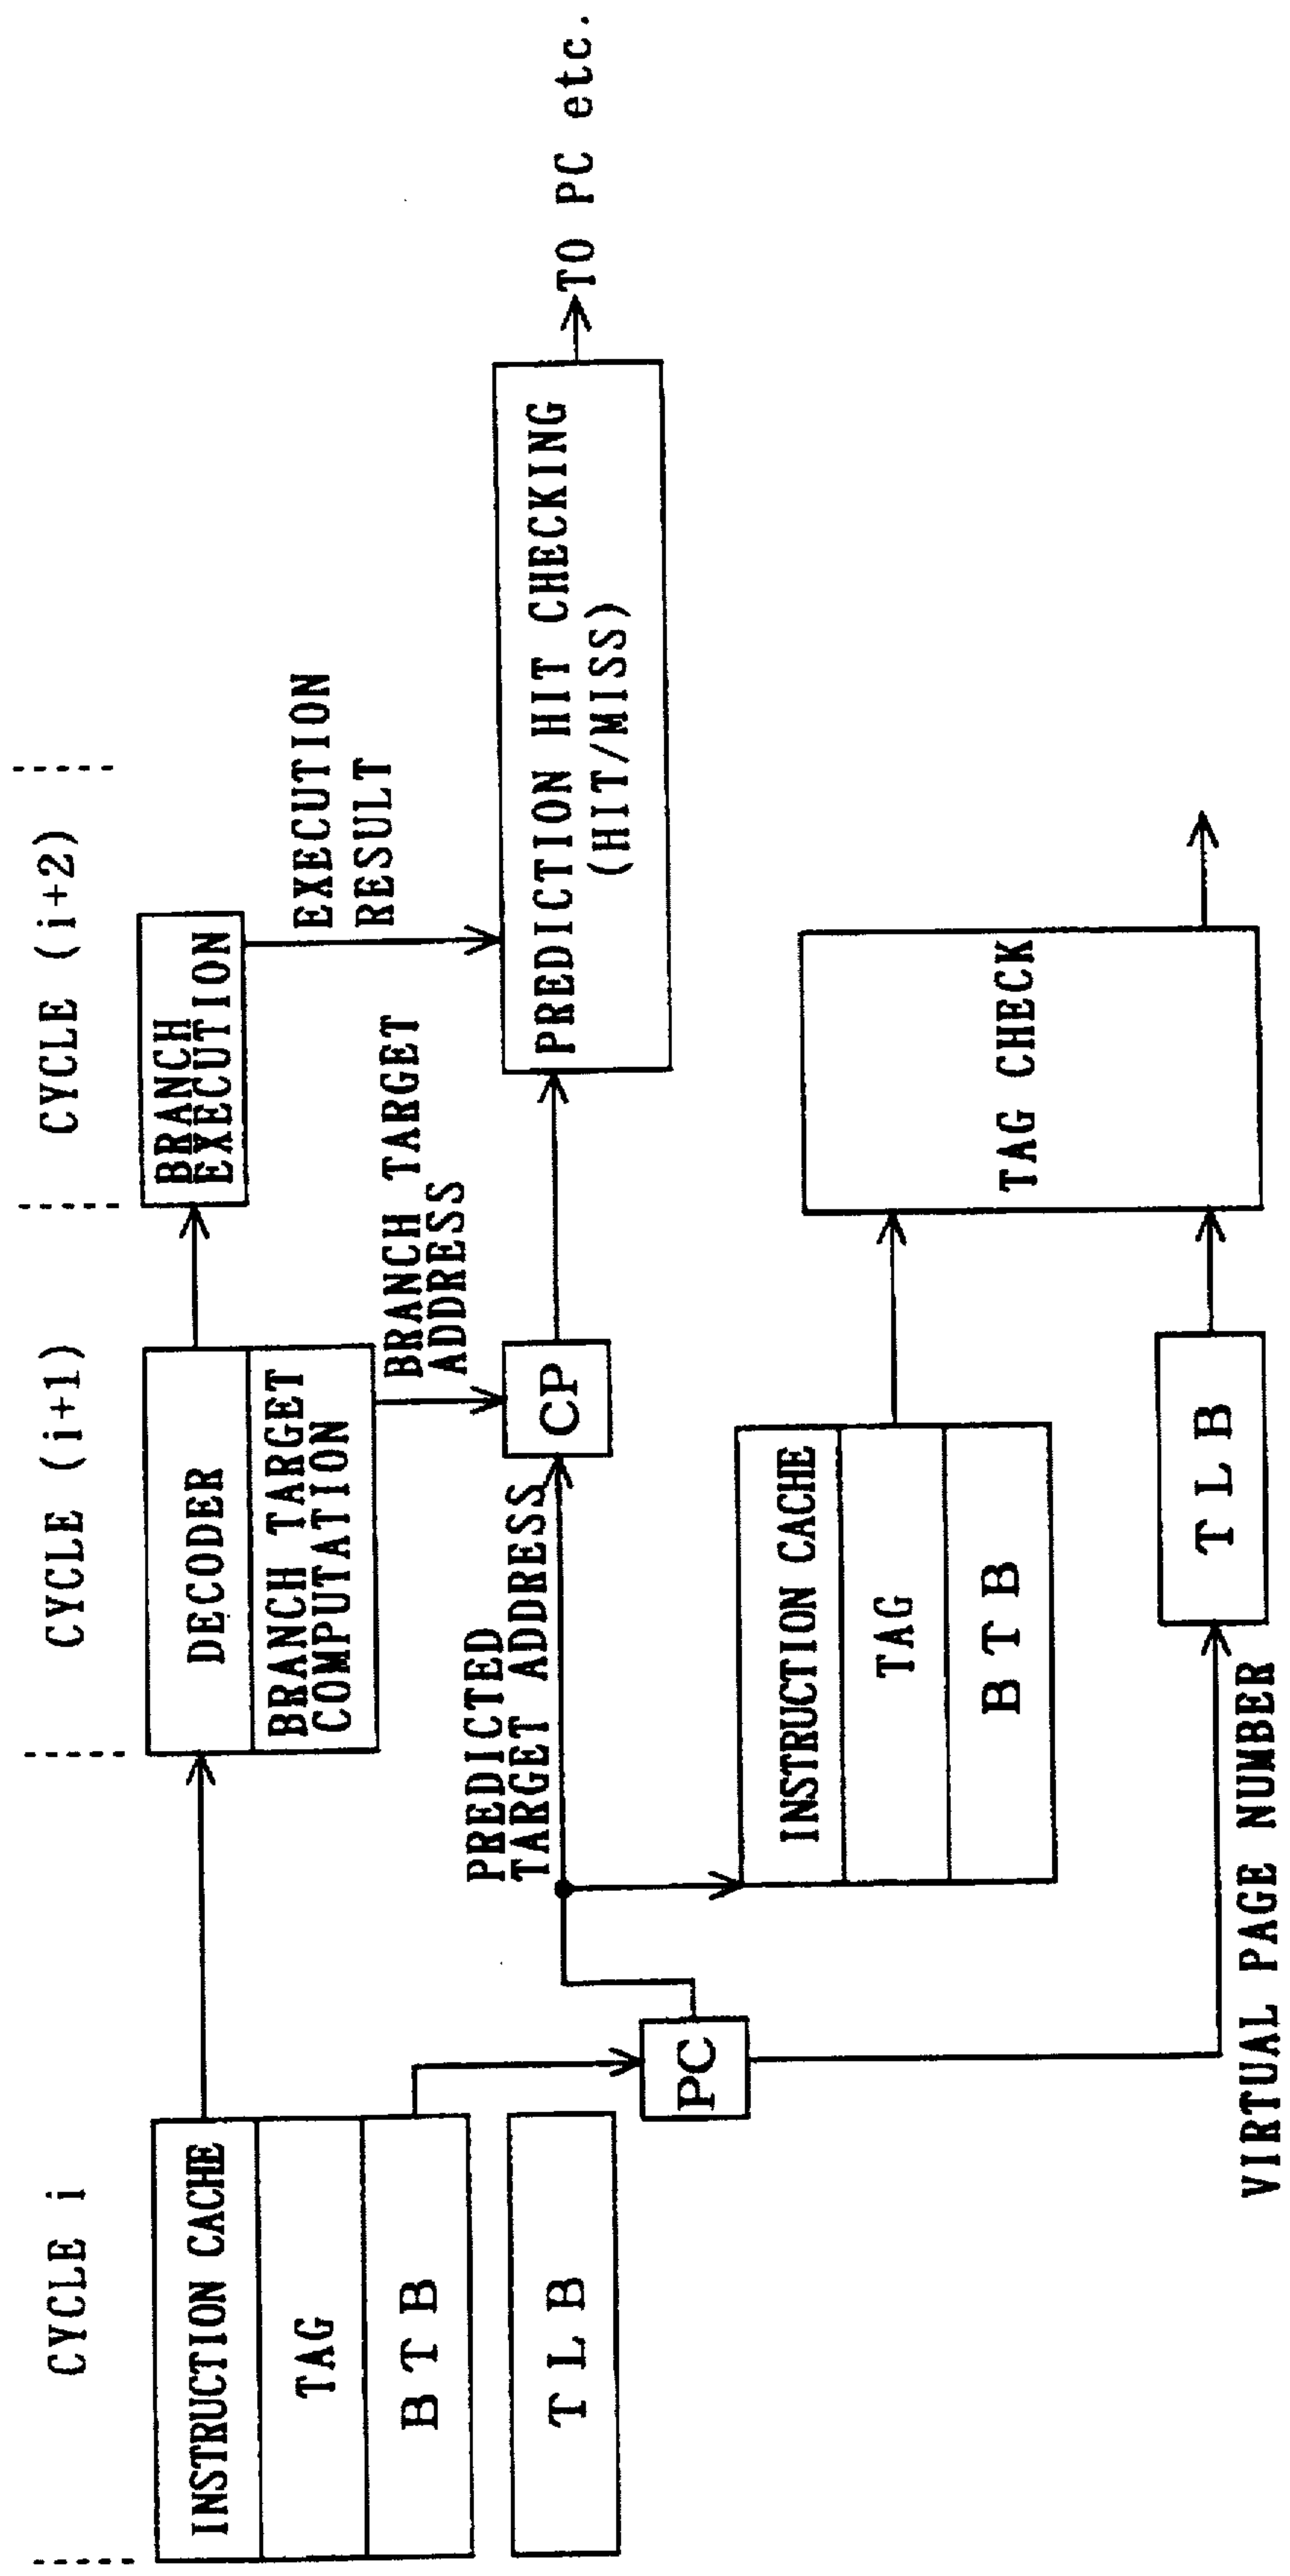 CYCLE i
CYCLE (i+1)
CYCLE (i+2)
INSTRUCTION CACHE
TAG
B T B
T L B
DECODER
BRANCH TARGET
COMPUTATION
BRANCH
EXECUTION
EXECUTION
RESULT
BRANCH TARGET
ADDRESS
PREDICTED
TARGET ADDRESS
CP
PREDICTION HIT CHECKING
(HIT/MISS)
TO PC etc.
PC
INSTRUCTION CACHE
TAG
B T B
TAG CHECK
T L B
VIRTUAL PAGE NUMBER